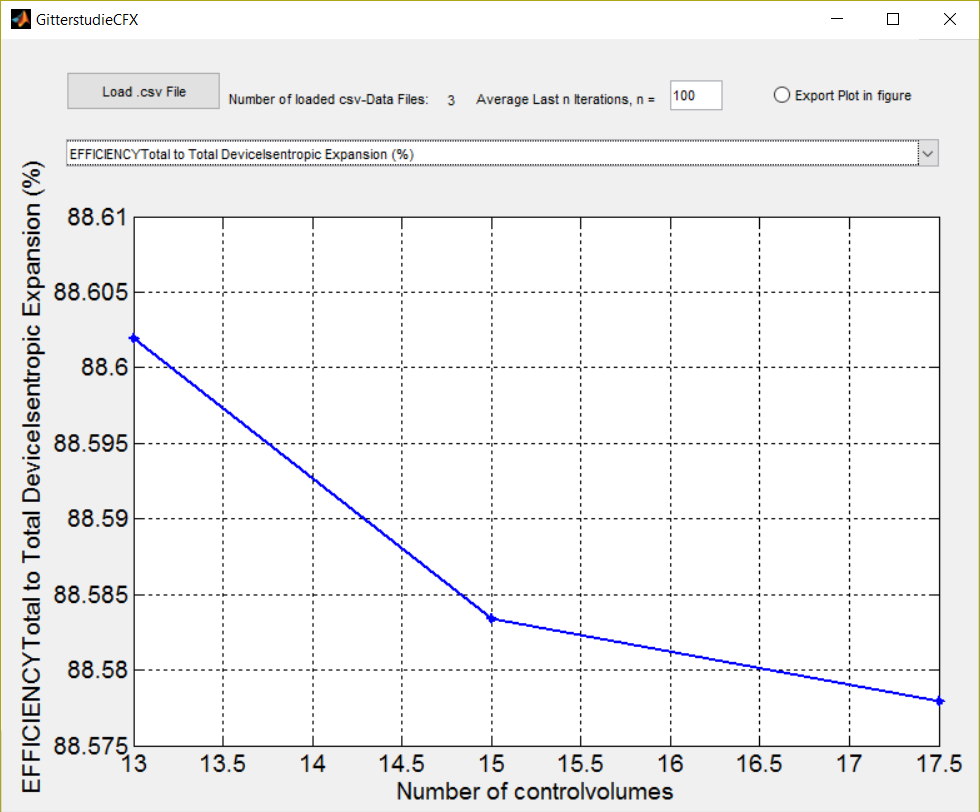 GitterstudieCFX
Load .csv File
Number of loaded csv-Data Files: 3 Average Last n Iterations, n = 100
Export Plot in figure
EFFICIENCYTotal to Total DeviceIsentropic Expansion (%)
EFFICIENCYTotal to Total DeviceIsentropic Expansion (%)
88.61
88.605
88.6
88.595
88.59
88.585
88.58
88.575
13 13.5 14 14.5 15 15.5 16 16.5 17 17.5
Number of controlvolumes